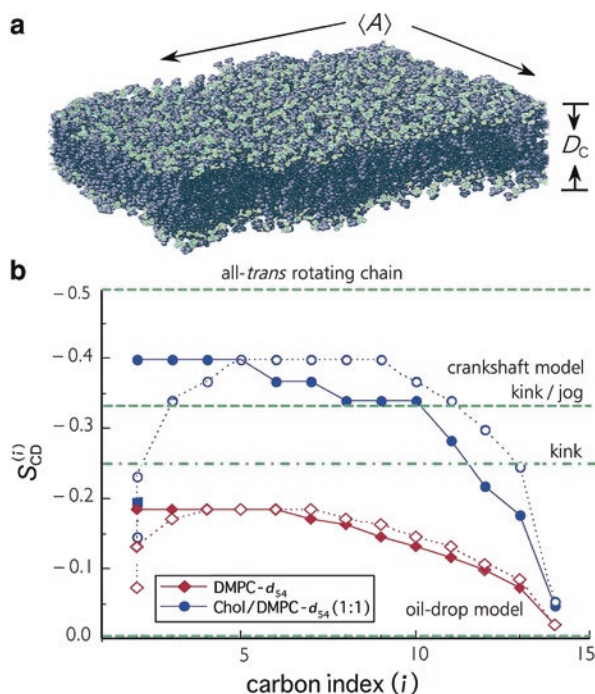 a
⟨A⟩
D_C
b
all-trans rotating chain
−0.5
−0.4
crankshaft model
kink / jog
−0.3
kink
S_CD^(i)
−0.2
−0.1
DMPC-d₅₄
Chol/DMPC-d₅₄ (1:1)
oil-drop model
0.0
5
10
15
carbon index (i)